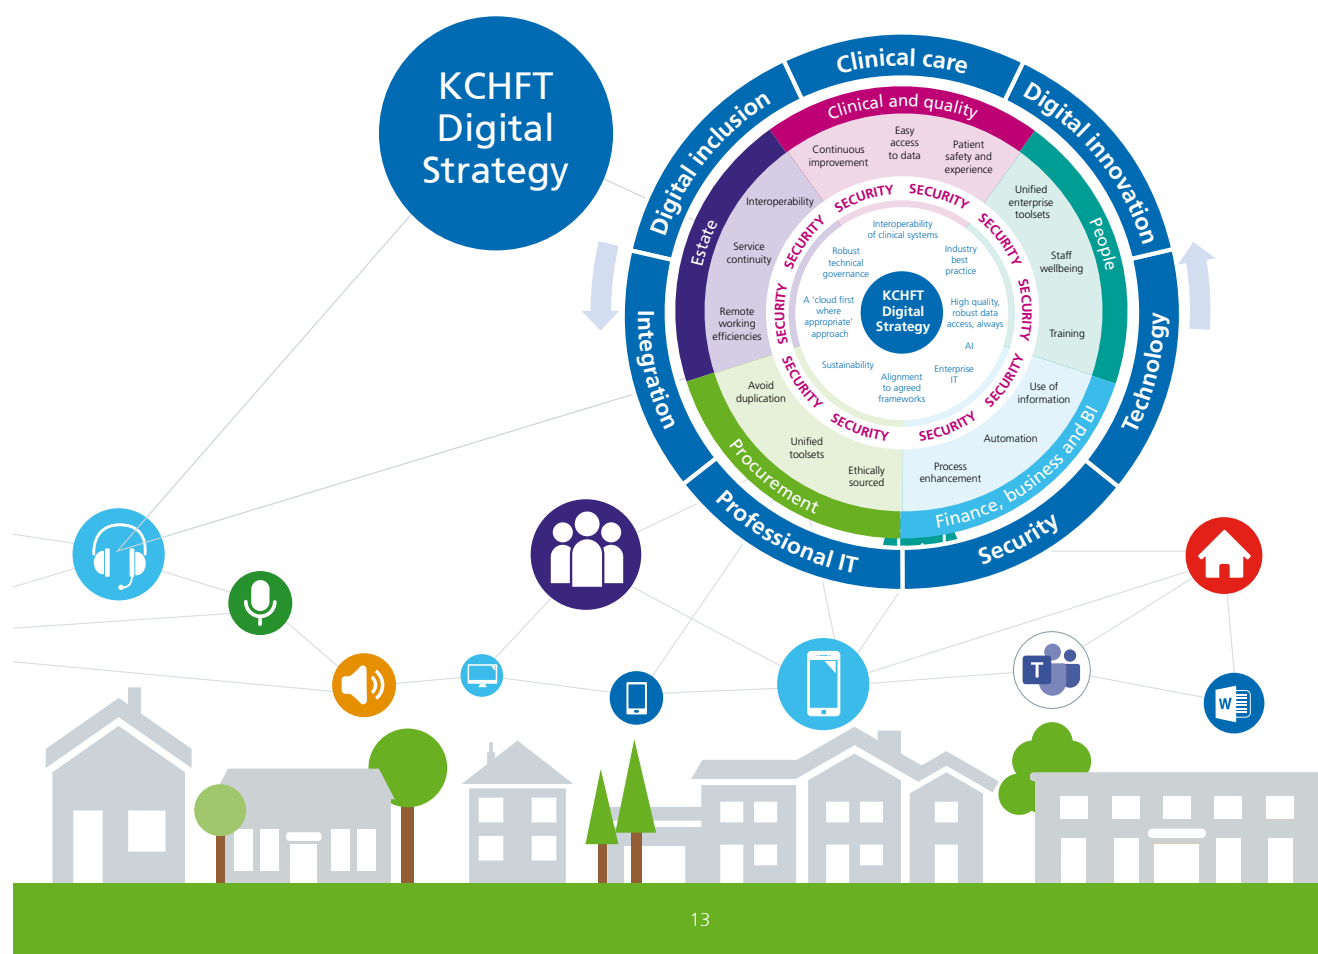 KCHFT
Digital
Strategy
Clinical care
Digital innovation
Technology
Security
Professional IT
Integration
Digital inclusion
Clinical and quality
Continuous
improvement
Easy
access
to data
Patient
safety and
experience
People
Unified
enterprise
toolsets
Staff
wellbeing
Training
Finance, business and BI
Use of
information
Automation
Process
enhancement
Procurement
Ethically
sourced
Unified
toolsets
Avoid
duplication
Estate
Remote
working
efficiencies
Service
continuity
Interoperability
SECURITY
SECURITY
SECURITY
SECURITY
SECURITY
SECURITY
SECURITY
SECURITY
SECURITY
SECURITY
Interoperability
of clinical systems
Industry
best
practice
High quality,
robust data
access, always
AI
Enterprise
IT
Alignment
to agreed
frameworks
Sustainability
A 'cloud first
where
appropriate'
approach
Robust
technical
governance
KCHFT
Digital
Strategy
T
W
13